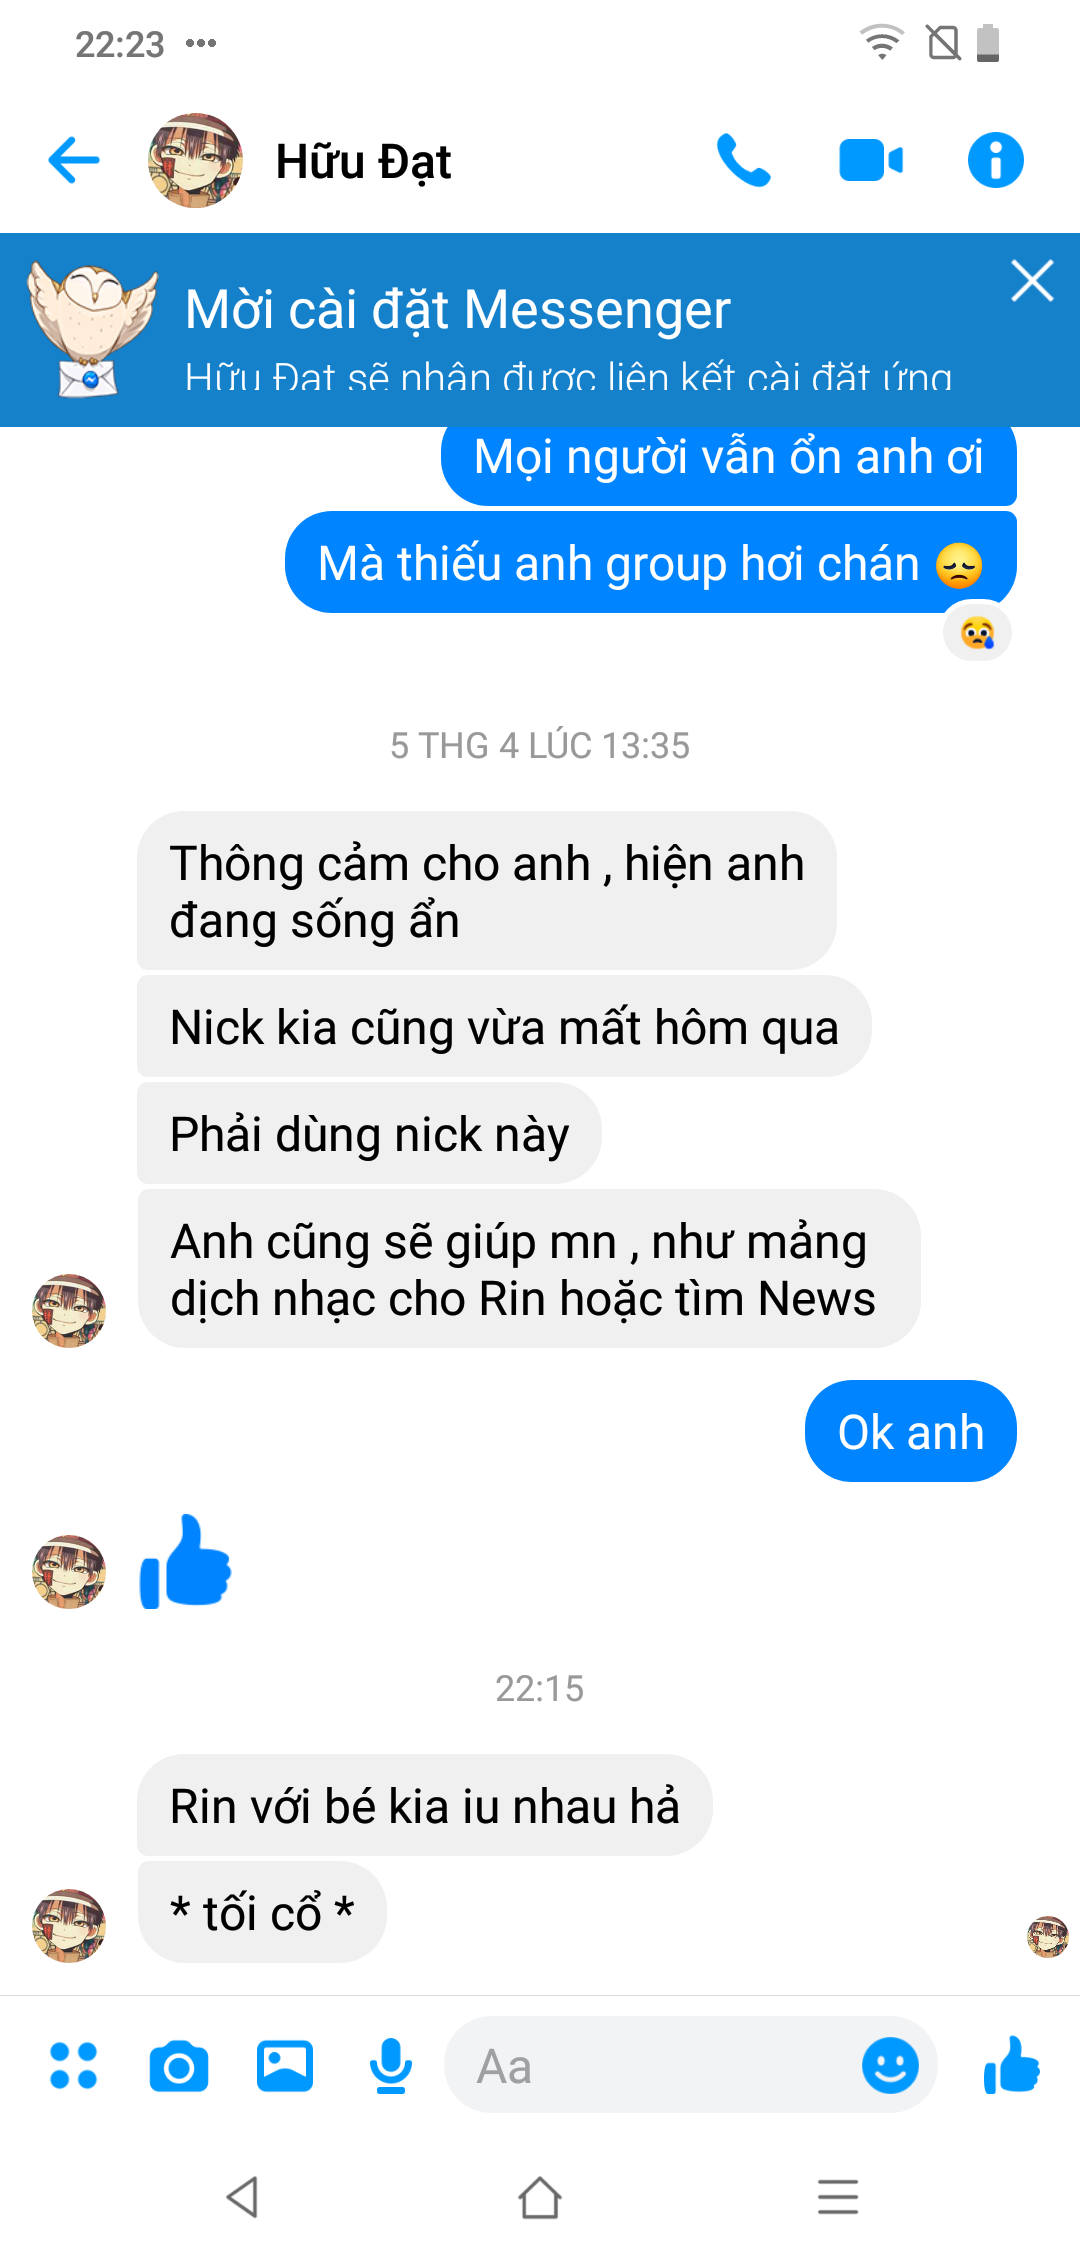 22:23
Hữu Đạt
Mời cài đặt Messenger
Hữu Đạt sẽ nhận được liên kết cài đặt ứng
Mọi người vẫn ổn anh ơi
Mà thiếu anh group hơi chán 😞
😢
5 THG 4 LÚC 13:35
Thông cảm cho anh , hiện anh
đang sống ẩn
Nick kia cũng vừa mất hôm qua
Phải dùng nick này
Anh cũng sẽ giúp mn , như mảng
dịch nhạc cho Rin hoặc tìm News
Ok anh
22:15
Rin với bé kia iu nhau hả
* tối cổ *
Aa